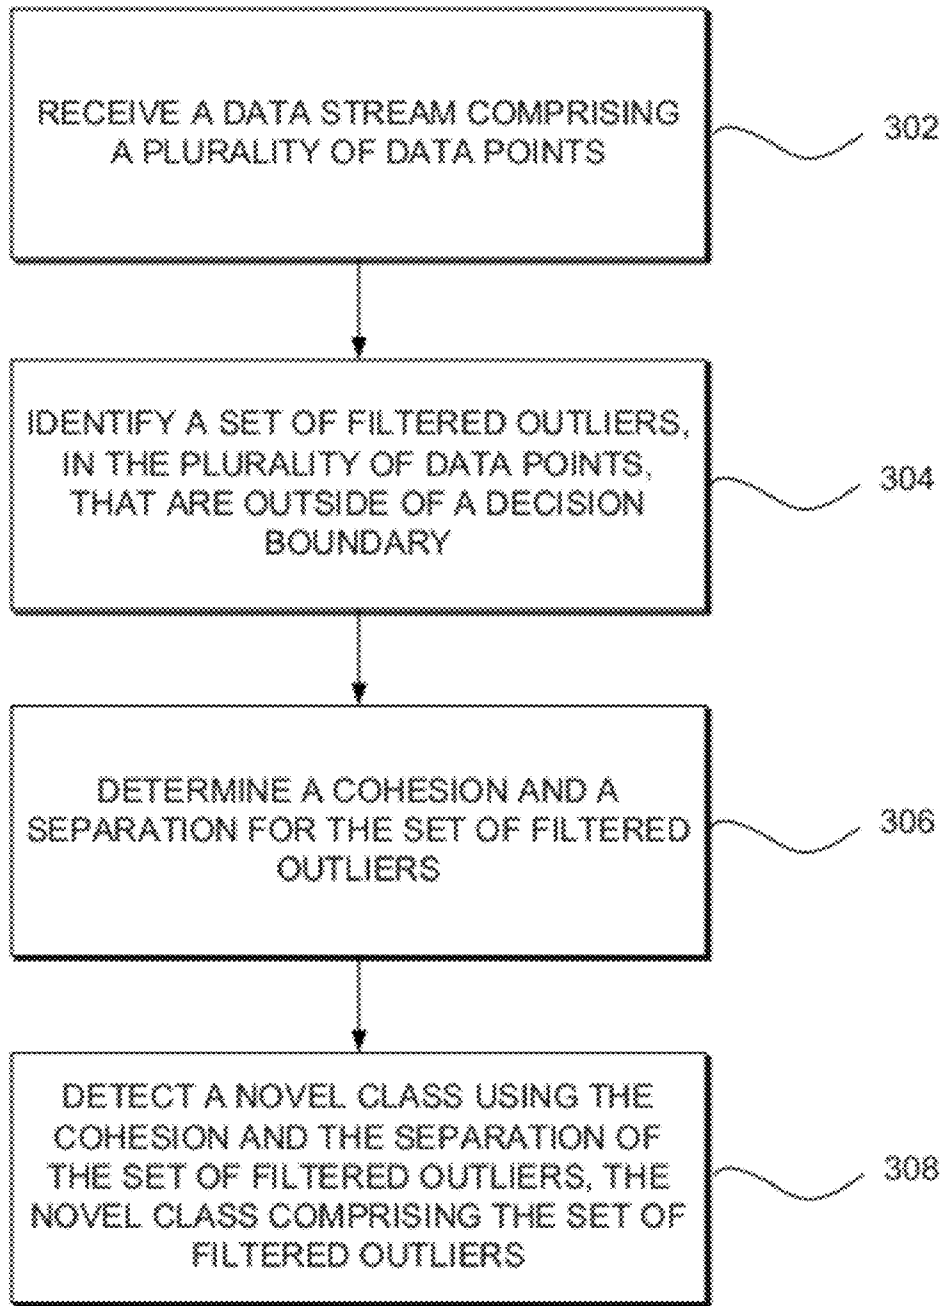 RECEIVE A DATA STREAM COMPRISING
A PLURALITY OF DATA POINTS
302
IDENTIFY A SET OF FILTERED OUTLIERS,
IN THE PLURALITY OF DATA POINTS,
THAT ARE OUTSIDE OF A DECISION
BOUNDARY
304
DETERMINE A COHESION AND A
SEPARATION FOR THE SET OF FILTERED
OUTLIERS
306
DETECT A NOVEL CLASS USING THE
COHESION AND THE SEPARATION OF
THE SET OF FILTERED OUTLIERS, THE
NOVEL CLASS COMPRISING THE SET OF
FILTERED OUTLIERS
308